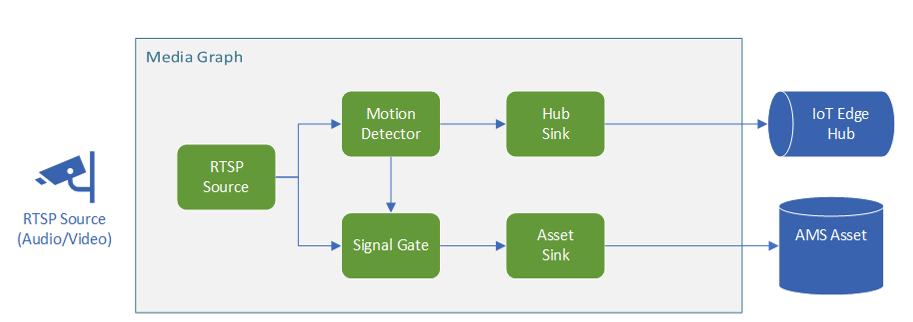 Media Graph
Motion
Detector
Hub
Sink
IoT Edge
Hub
RTSP
Source
RTSP Source
(Audio/Video)
Signal Gate
Asset
Sink
AMS Asset